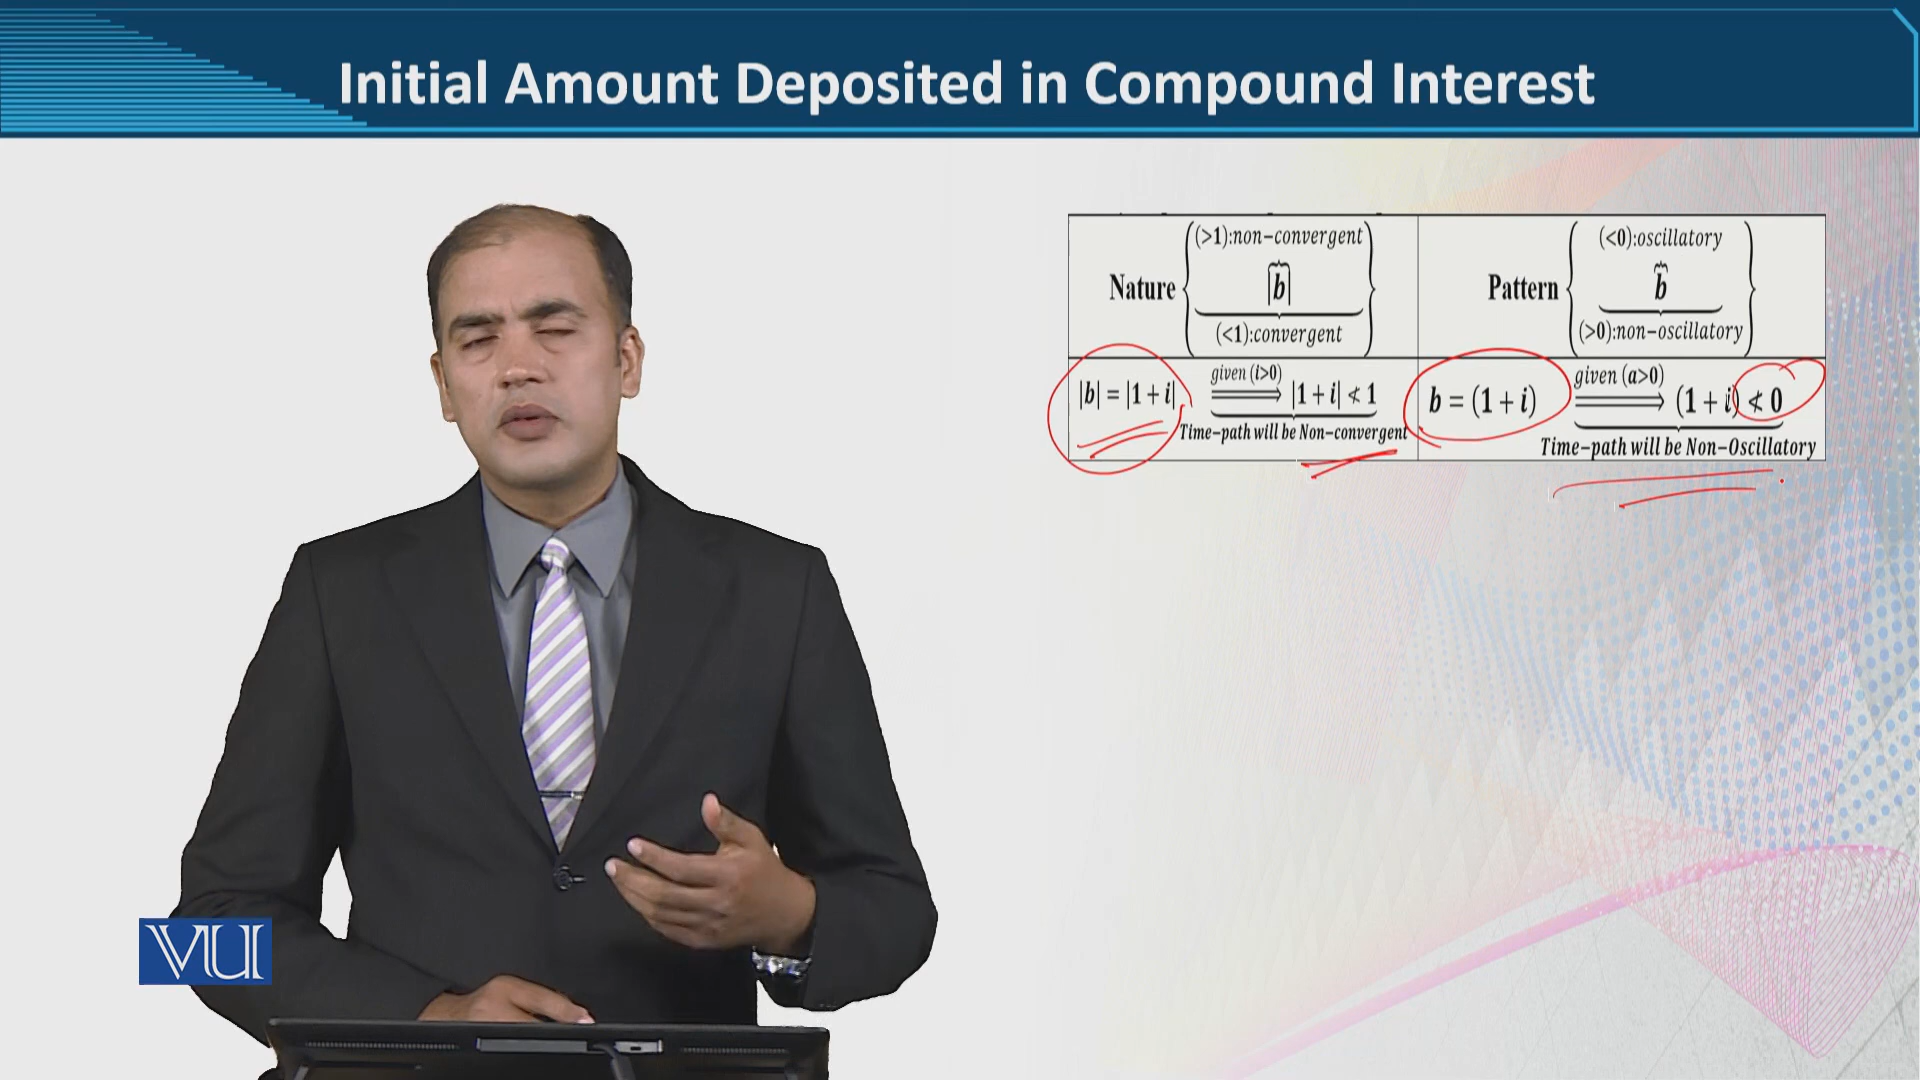 Initial Amount Deposited in Compound Interest
(>1):non−convergent
Nature |b|
(<1):convergent
(<0):oscillatory
Pattern b
(>0):non−oscillatory
|b| = |1 + i| given (i>0) ⟹ |1 + i| ≮ 1
Time−path will be Non−convergent
b = (1 + i) given (a>0) ⟹ (1 + i) ≮ 0
Time−path will be Non−Oscillatory
VU